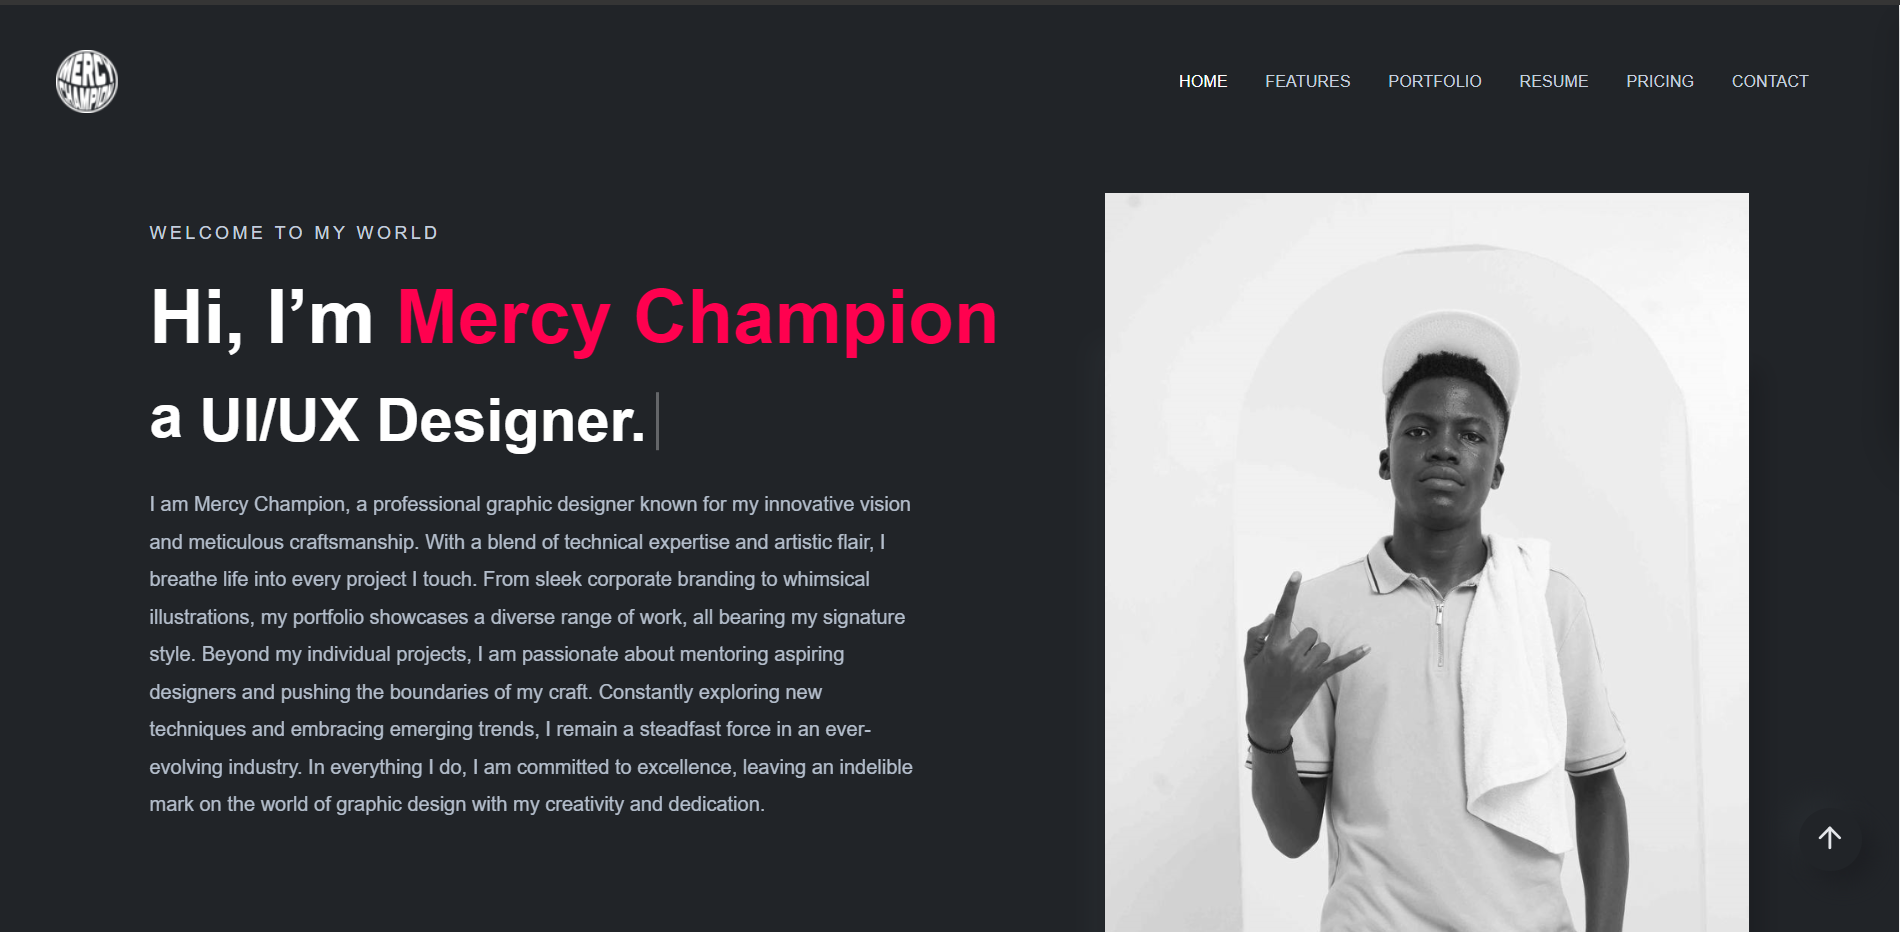 MERCY
CHAMPION
HOME FEATURES PORTFOLIO RESUME PRICING CONTACT
WELCOME TO MY WORLD
Hi, I’m Mercy Champion
a UI/UX Designer.
I am Mercy Champion, a professional graphic designer known for my innovative vision
and meticulous craftsmanship. With a blend of technical expertise and artistic flair, I
breathe life into every project I touch. From sleek corporate branding to whimsical
illustrations, my portfolio showcases a diverse range of work, all bearing my signature
style. Beyond my individual projects, I am passionate about mentoring aspiring
designers and pushing the boundaries of my craft. Constantly exploring new
techniques and embracing emerging trends, I remain a steadfast force in an ever-
evolving industry. In everything I do, I am committed to excellence, leaving an indelible
mark on the world of graphic design with my creativity and dedication.